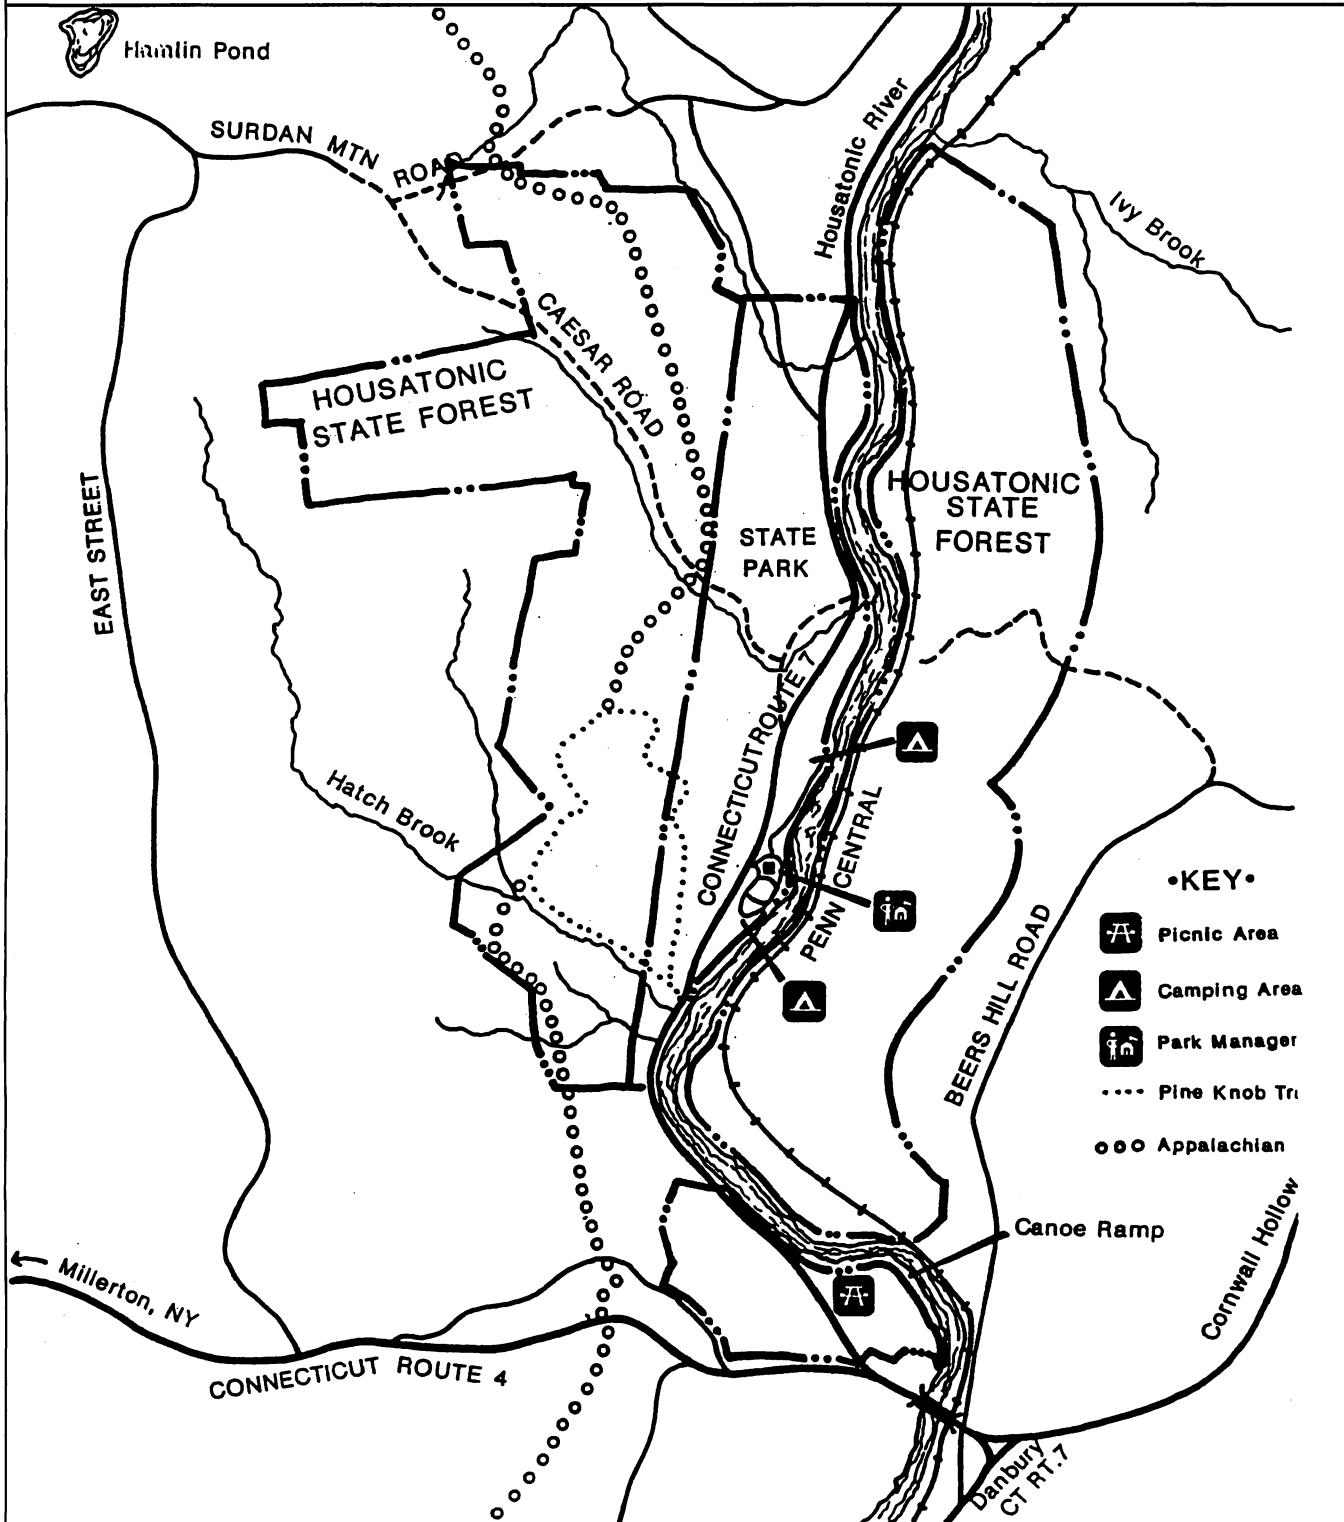 Hamlin Pond
SURDAN MTN ROAD
Housatonic River
Ivy Brook
CAESAR ROAD
HOUSATONIC
STATE FOREST
EAST STREET
HOUSATONIC
STATE
FOREST
STATE
PARK
CONNECTICUT ROUTE 7
Hatch Brook
PENN CENTRAL
BEERS HILL ROAD
•KEY•
Picnic Area
Camping Area
Park Manager
Pine Knob
Appalachian
Canoe Ramp
Cornwall Hollow
Millerton, NY
CONNECTICUT ROUTE 4
Danbury
CT RT.7